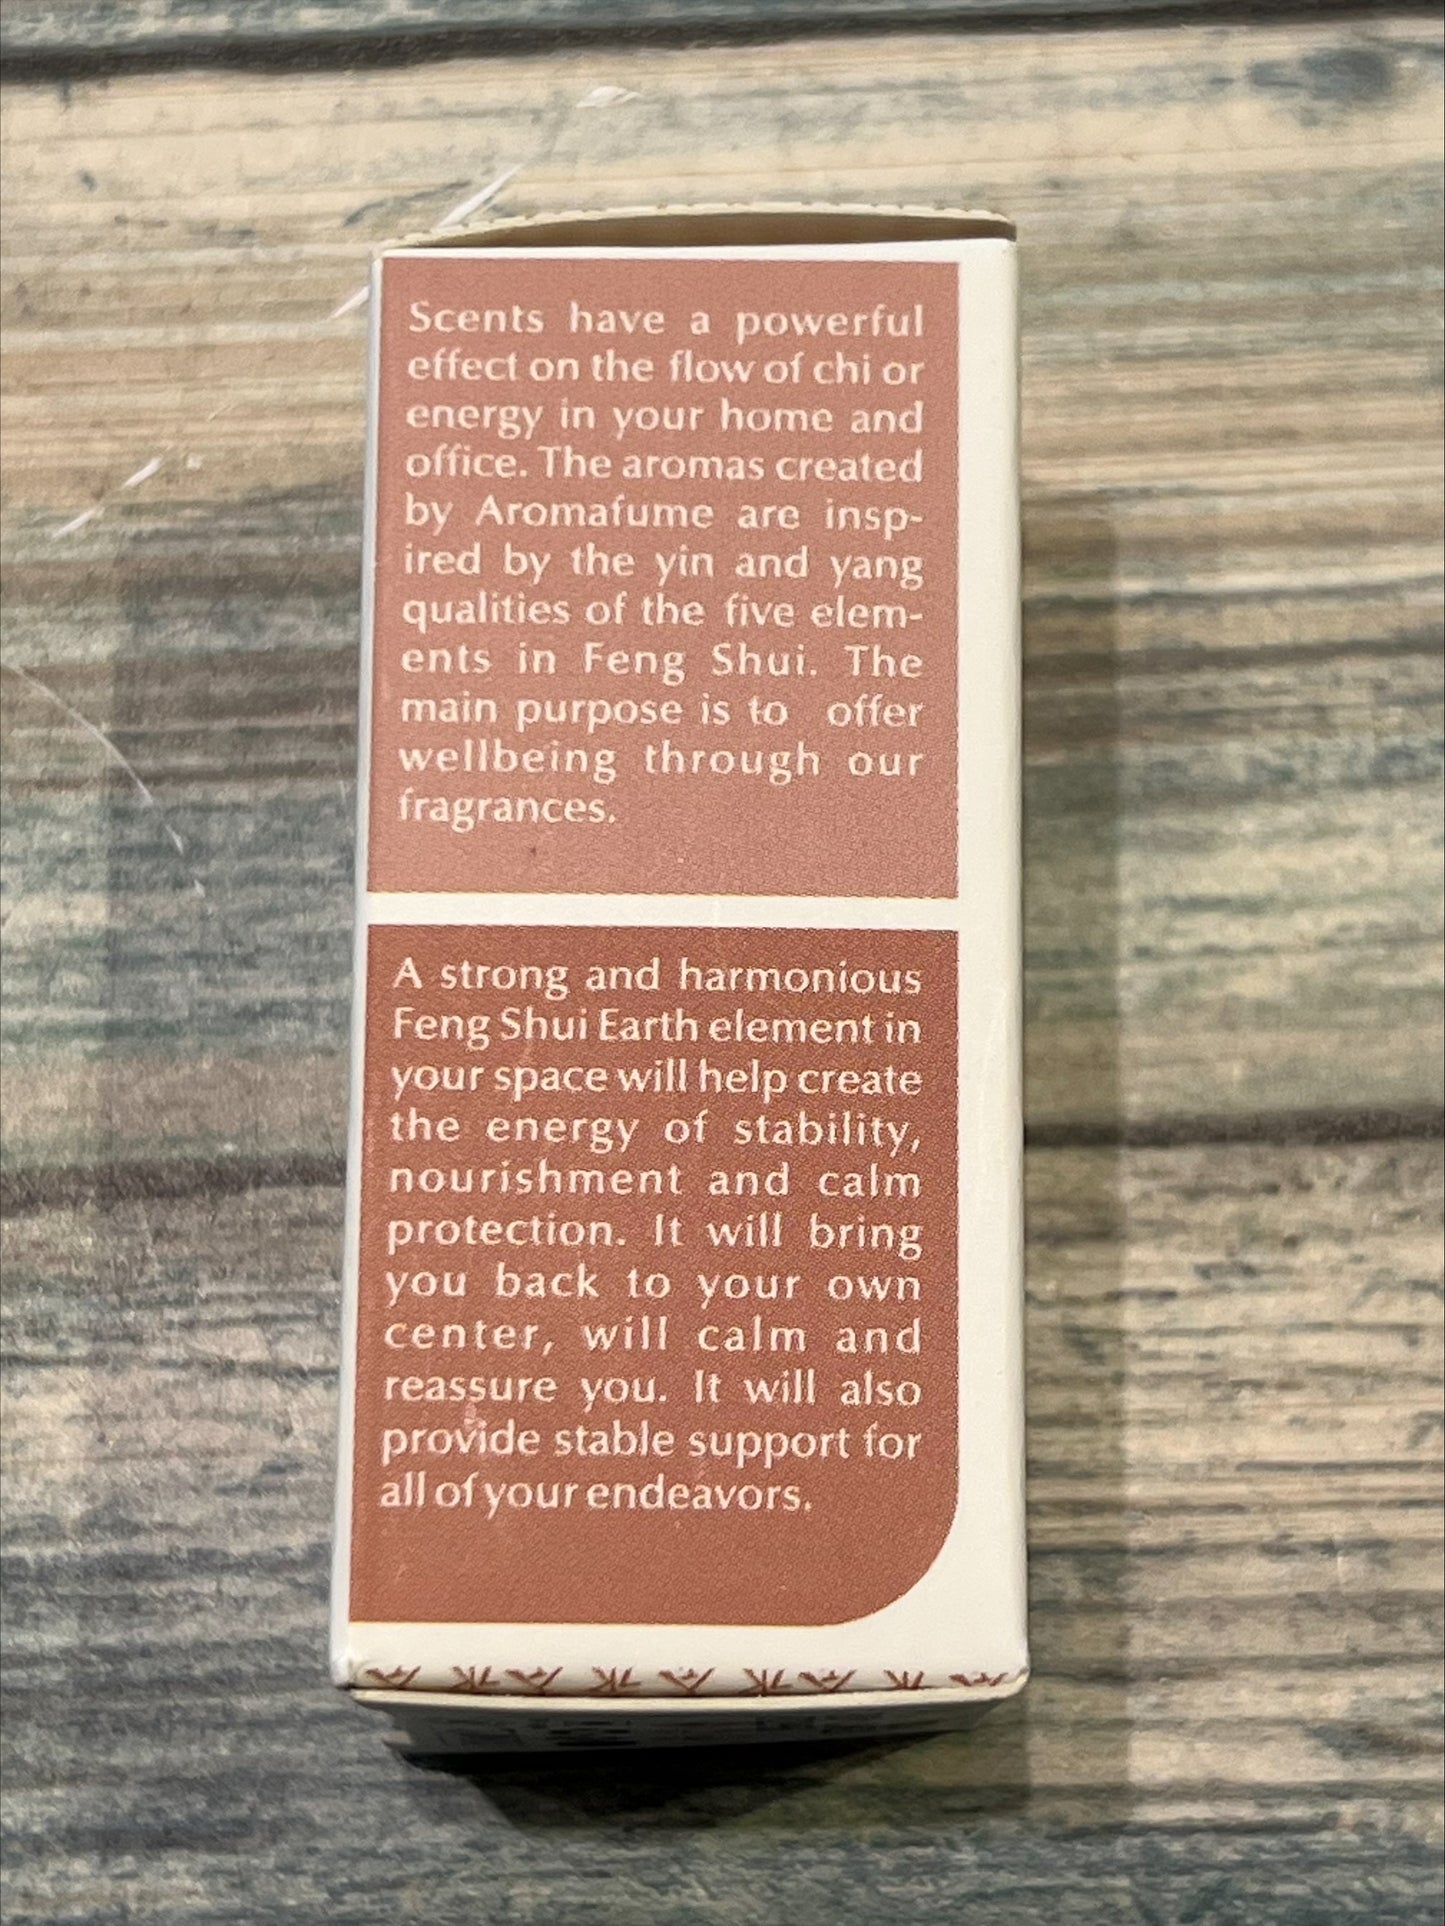 Scents have a powerful
effect on the flow of chi or
energy in your home and
office. The aromas created
by Aromafume are insp-
ired by the yin and yang
qualities of the five elem-
ents in Feng Shui. The
main purpose is to offer
wellbeing through our
fragrances.
A strong and harmonious
Feng Shui Earth element in
your space will help create
the energy of stability,
nourishment and calm
protection. It will bring
you back to your own
center, will calm and
reassure you. It will also
provide stable support for
all of your endeavors.